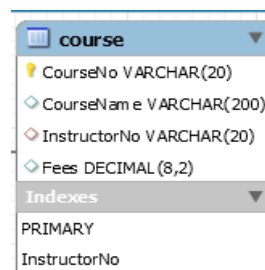 course
CourseNo VARCHAR(20)
CourseName VARCHAR(200)
InstructorNo VARCHAR(20)
Fees DECIMAL(8,2)
Indexes
PRIMARY
InstructorNo